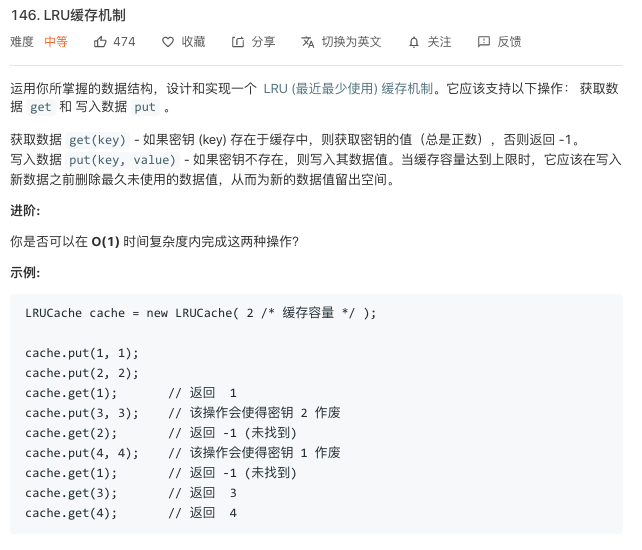 146. LRU缓存机制
难度 中等 474 收藏 分享 切换为英文 关注 反馈
运用你所掌握的数据结构，设计和实现一个 LRU (最近最少使用) 缓存机制。它应该支持以下操作： 获取数
据 get 和 写入数据 put 。
获取数据 get(key) - 如果密钥 (key) 存在于缓存中，则获取密钥的值（总是正数），否则返回 -1。
写入数据 put(key, value) - 如果密钥不存在，则写入其数据值。当缓存容量达到上限时，它应该在写入
新数据之前删除最久未使用的数据值，从而为新的数据值留出空间。
进阶:
你是否可以在 O(1) 时间复杂度内完成这两种操作？
示例:
LRUCache cache = new LRUCache( 2 /* 缓存容量 */ );
cache.put(1, 1);
cache.put(2, 2);
cache.get(1);       // 返回  1
cache.put(3, 3);    // 该操作会使得密钥 2 作废
cache.get(2);       // 返回 -1 (未找到)
cache.put(4, 4);    // 该操作会使得密钥 1 作废
cache.get(1);       // 返回 -1 (未找到)
cache.get(3);       // 返回  3
cache.get(4);       // 返回  4